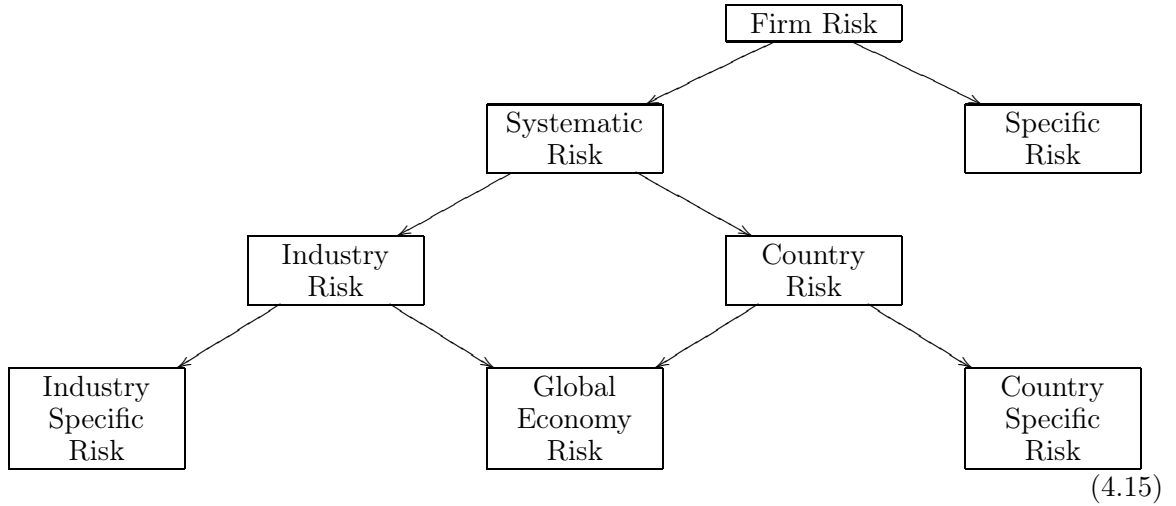 Firm Risk
Systematic
Risk
Specific
Risk
Industry
Risk
Country
Risk
Industry
Specific
Risk
Global
Economy
Risk
Country
Specific
Risk
(4.15)